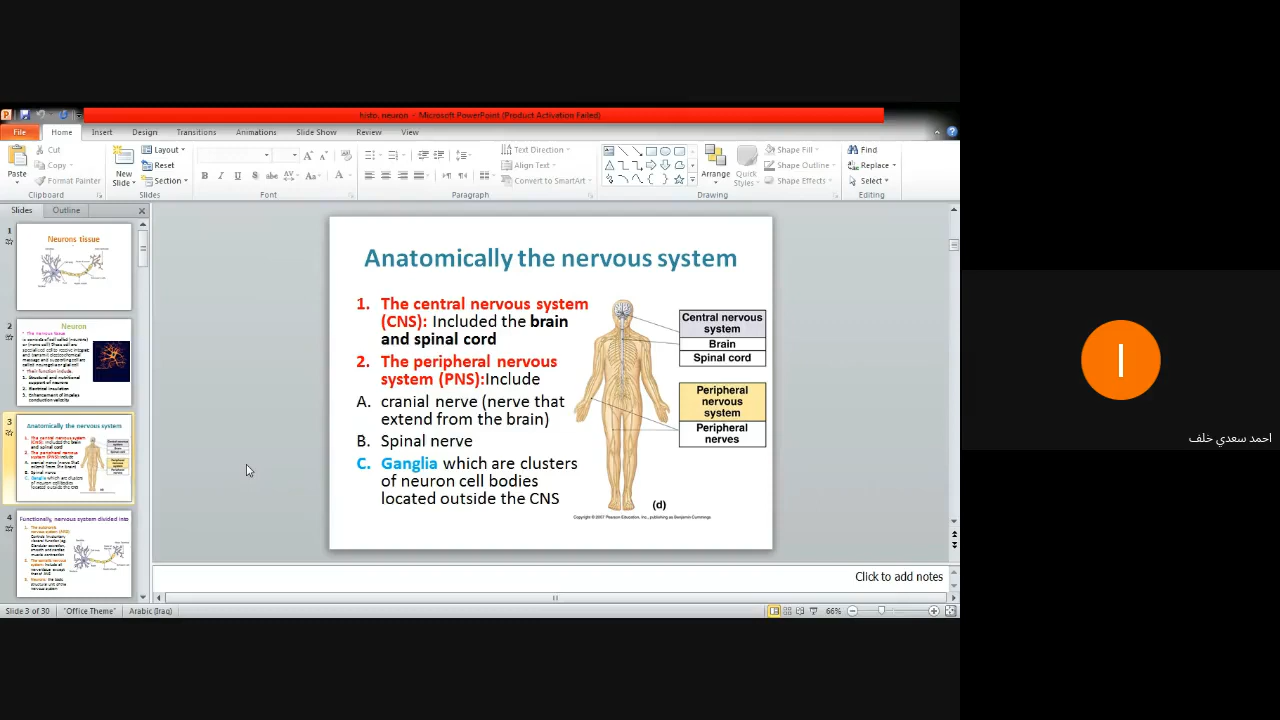 histo. neuron - Microsoft PowerPoint (Product Activation Failed)
File Home Insert Design Transitions Animations Slide Show Review View
Cut
Copy
Format Painter
Paste
Clipboard
New Slide
Layout
Reset
Section
Slides
Font
Paragraph
Text Direction
Align Text
Convert to SmartArt
Arrange
Quick Styles
Shape Fill
Shape Outline
Shape Effects
Drawing
Find
Replace
Select
Editing
Slides Outline
1
Neurons tissue
2
Neuron
3
Anatomically the nervous system
4
Functionally, nervous system divided into
Anatomically the nervous system
1. The central nervous system
(CNS): Included the brain
and spinal cord
2. The peripheral nervous
system (PNS):Include
A. cranial nerve (nerve that
extend from the brain)
B. Spinal nerve
C. Ganglia which are clusters
of neuron cell bodies
located outside the CNS
Central nervous
system
Brain
Spinal cord
Peripheral
nervous
system
Peripheral
nerves
(d)
Copyright © 2007 Pearson Education, Inc., publishing as Benjamin Cummings
Click to add notes
Slide 3 of 30 "Office Theme" Arabic (Iraq) 66%
I
احمد سعدي خلف